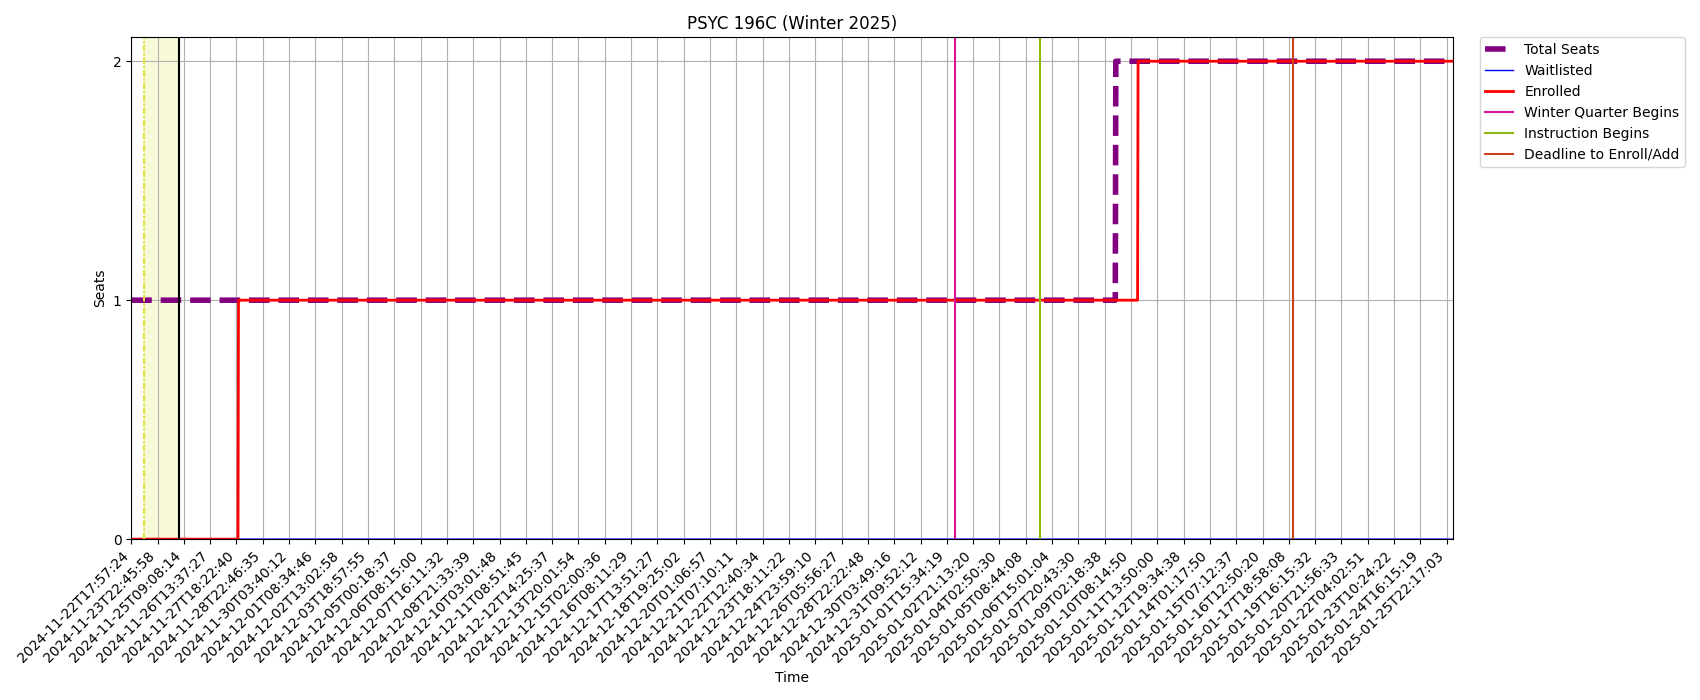 PSYC 196C (Winter 2025)
Total Seats
Waitlisted
Enrolled
Winter Quarter Begins
Instruction Begins
Deadline to Enroll/Add
Seats
2
1
0
2024-11-22T17:57:24
2024-11-23T22:45:58
2024-11-25T09:08:14
2024-11-26T13:37:27
2024-11-27T18:22:40
2024-11-28T22:46:35
2024-11-30T03:40:12
2024-12-01T08:34:46
2024-12-02T13:02:58
2024-12-03T18:57:55
2024-12-05T00:18:37
2024-12-06T08:15:00
2024-12-07T16:11:32
2024-12-08T21:33:39
2024-12-10T03:01:48
2024-12-11T08:51:45
2024-12-12T14:25:37
2024-12-13T20:01:54
2024-12-15T02:00:36
2024-12-16T08:11:29
2024-12-17T13:51:27
2024-12-18T19:25:02
2024-12-20T01:06:57
2024-12-21T07:10:11
2024-12-22T12:40:34
2024-12-23T18:11:22
2024-12-24T23:59:10
2024-12-26T05:56:27
2024-12-28T22:22:48
2024-12-30T03:49:16
2024-12-31T09:52:12
2025-01-01T15:34:19
2025-01-02T21:13:20
2025-01-04T02:50:30
2025-01-05T08:44:08
2025-01-06T15:01:04
2025-01-07T20:43:30
2025-01-09T02:18:38
2025-01-10T08:14:50
2025-01-11T13:50:00
2025-01-12T19:34:38
2025-01-14T01:17:50
2025-01-15T07:12:37
2025-01-16T12:50:20
2025-01-17T18:58:08
2025-01-19T16:15:32
2025-01-20T21:56:33
2025-01-22T04:02:51
2025-01-23T10:24:22
2025-01-24T16:15:19
2025-01-25T22:17:03
Time